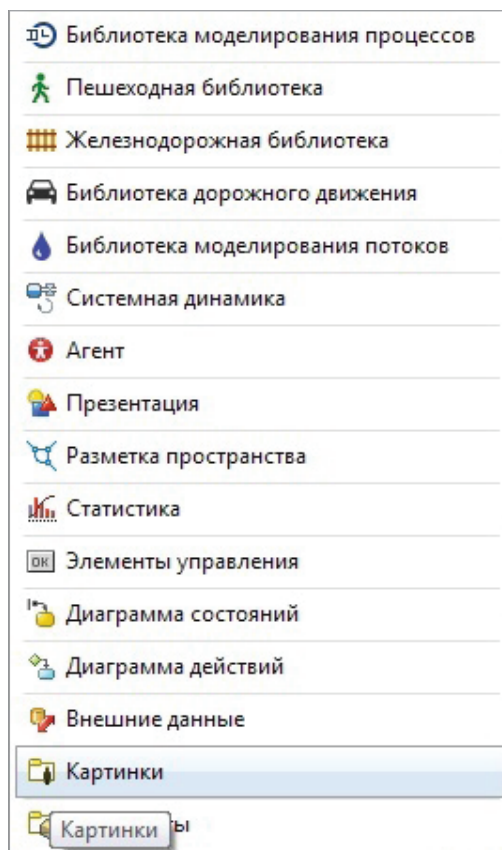 Библиотека моделирования процессов
Пешеходная библиотека
Железнодорожная библиотека
Библиотека дорожного движения
Библиотека моделирования потоков
Системная динамика
Агент
Презентация
Разметка пространства
Статистика
OK Элементы управления
Диаграмма состояний
Диаграмма действий
Внешние данные
Картинки
Картинки